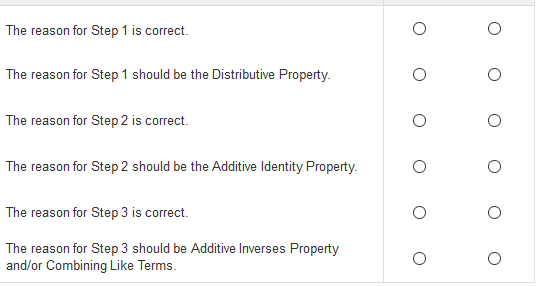 The reason for Step 1 is correct.
The reason for Step 1 should be the Distributive Property.
The reason for Step 2 is correct.
The reason for Step 2 should be the Additive Identity Property.
The reason for Step 3 is correct.
The reason for Step 3 should be Additive Inverses Property
and/or Combining Like Terms.